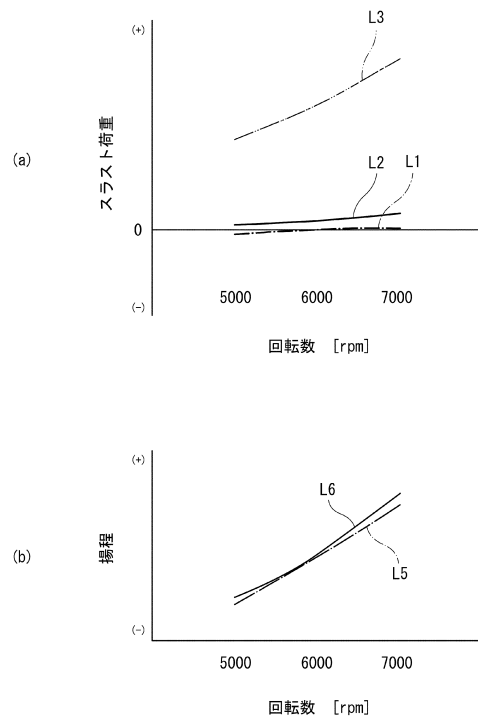 (a)
スラスト荷重
(+)
0
(-)
L3
L2
L1
5000 6000 7000
回転数 [rpm]
(b)
揚程
(+)
(-)
L6
L5
5000 6000 7000
回転数 [rpm]